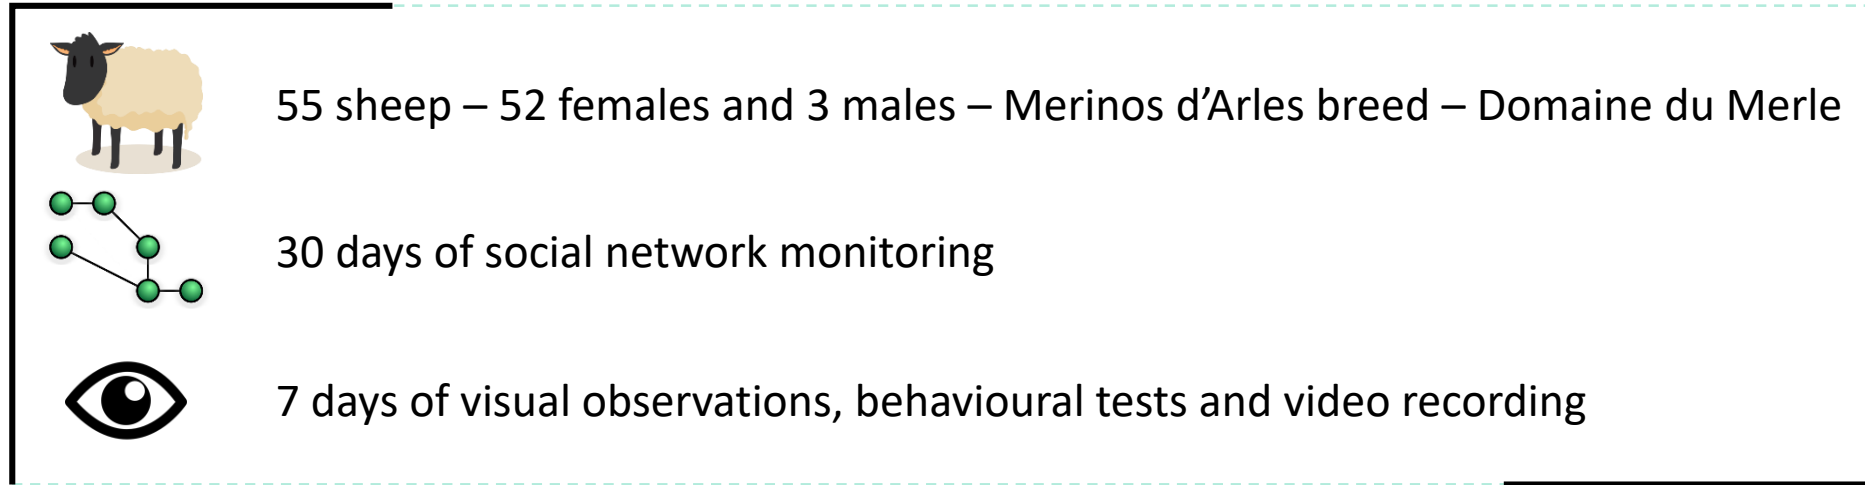 55 sheep – 52 females and 3 males – Merinos d’Arles breed – Domaine du Merle
30 days of social network monitoring
7 days of visual observations, behavioural tests and video recording